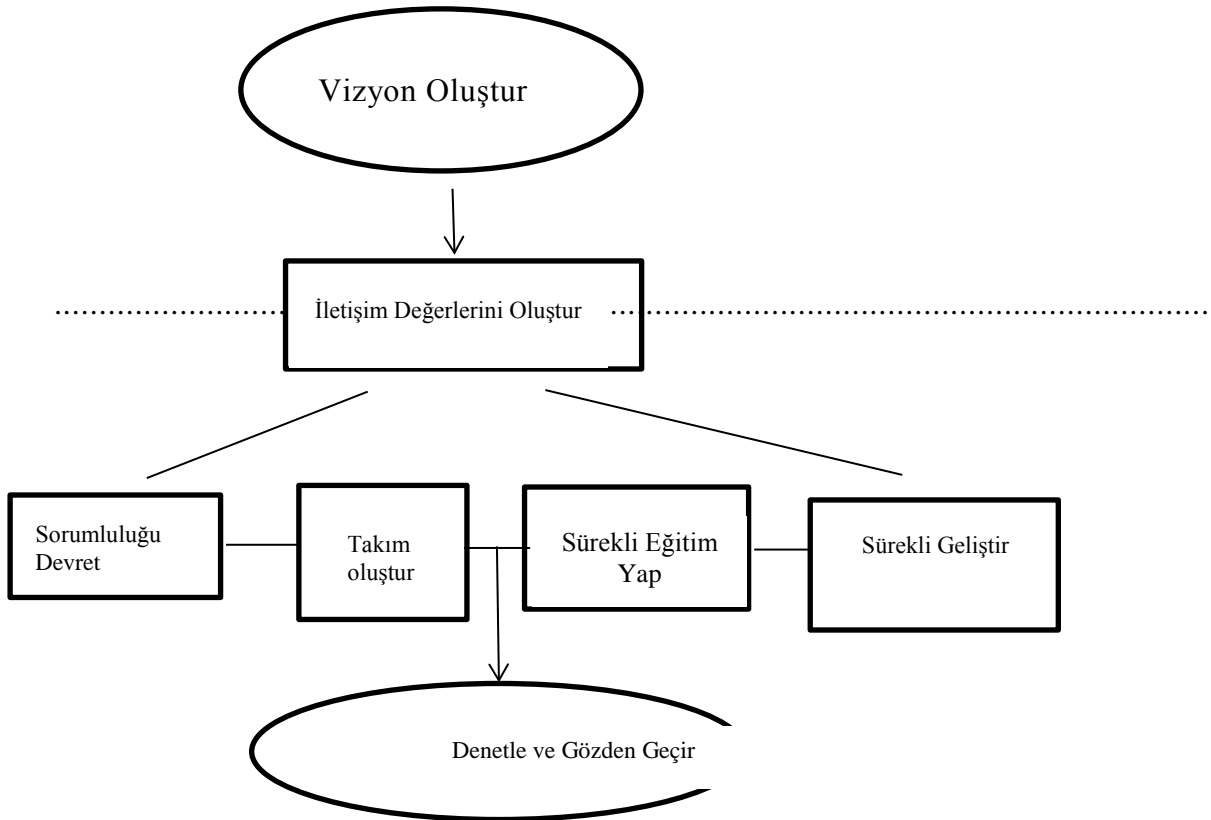 Vizyon Oluştur
İletişim Değerlerini Oluştur
Sorumluluğu
Devret
Takım
oluştur
Sürekli Eğitim
Yap
Sürekli Geliştir
Denetle ve Gözden Geçir